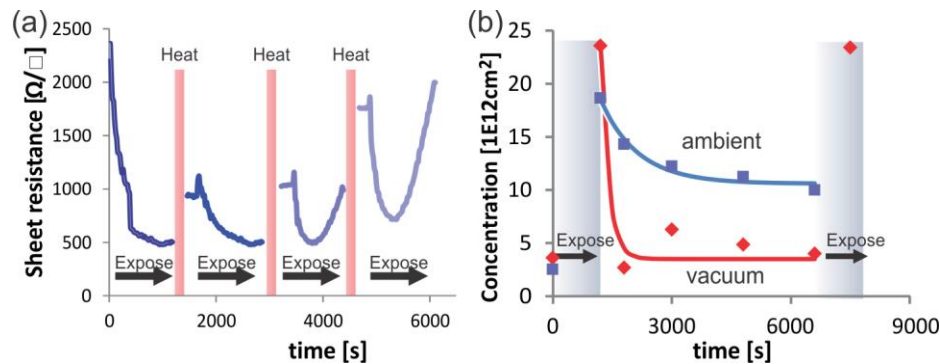 (a)
2500
2000
1500
1000
500
0
Sheet resistance [Ω/□]
Heat
Heat
Heat
Expose
Expose
Expose
Expose
0
2000
4000
6000
time [s]
(b)
25
20
15
10
5
0
Concentration [1E12cm²]
ambient
Expose
vacuum
Expose
0
3000
6000
9000
time [s]